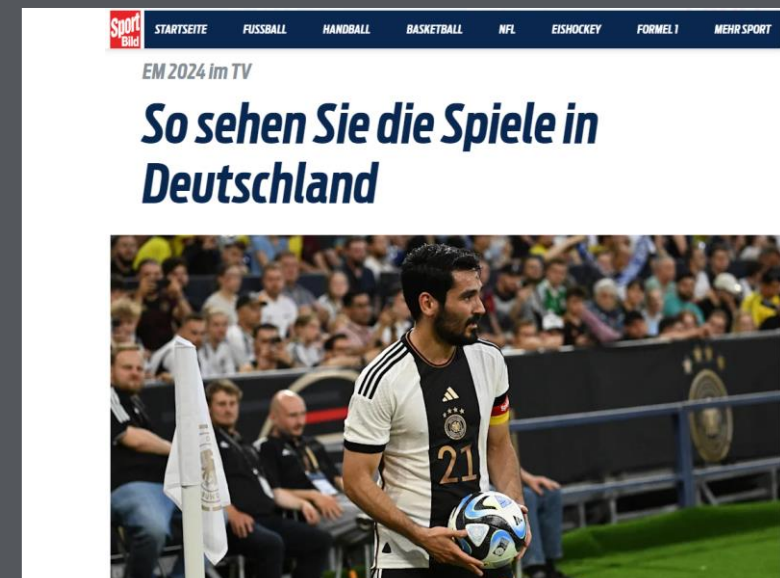 Sport Bild
STARTSEITE FUSSBALL HANDBALL BASKETBALL NFL EISHOCKEY FORMEL 1 MEHR SPORT
EM 2024 im TV
So sehen Sie die Spiele in
Deutschland
21